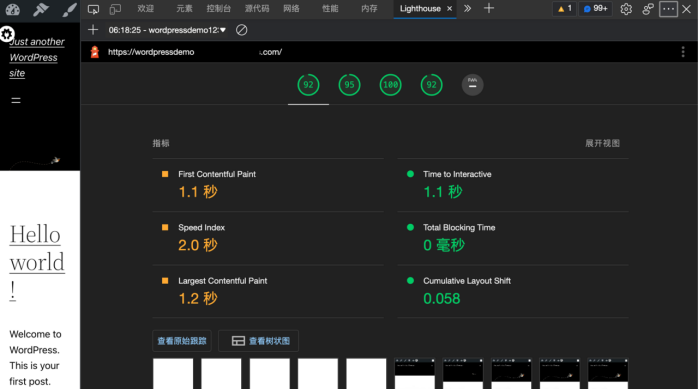 欢迎 元素 控制台 源代码 网络 性能 内存 Lighthouse 1 99+
06:18:25 - wordpressdemo12
https://wordpressdemo .com/
Just another
WordPress
site
92 95 100 92 PWA
指标 展开视图
First Contentful Paint
1.1 秒
Time to Interactive
1.1 秒
Speed Index
2.0 秒
Total Blocking Time
0 毫秒
Largest Contentful Paint
1.2 秒
Cumulative Layout Shift
0.058
查看原始跟踪 查看树状图
Hello
world
!
Welcome to
WordPress.
This is your
first post.